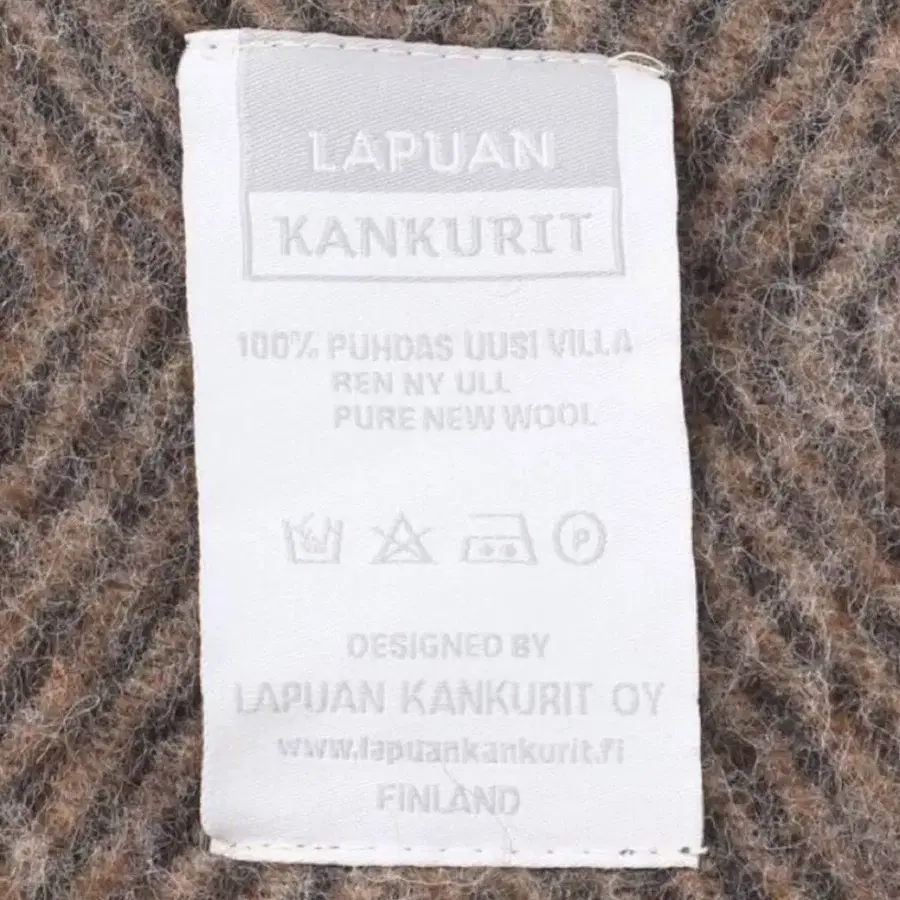 LAPUAN
KANKURIT
100% PUHDAS UUSI VILLA
REN NY ULL
PURE NEW WOOL
P
DESIGNED BY
LAPUAN KANKURIT OY
www.lapuankankurit.fi
FINLAND